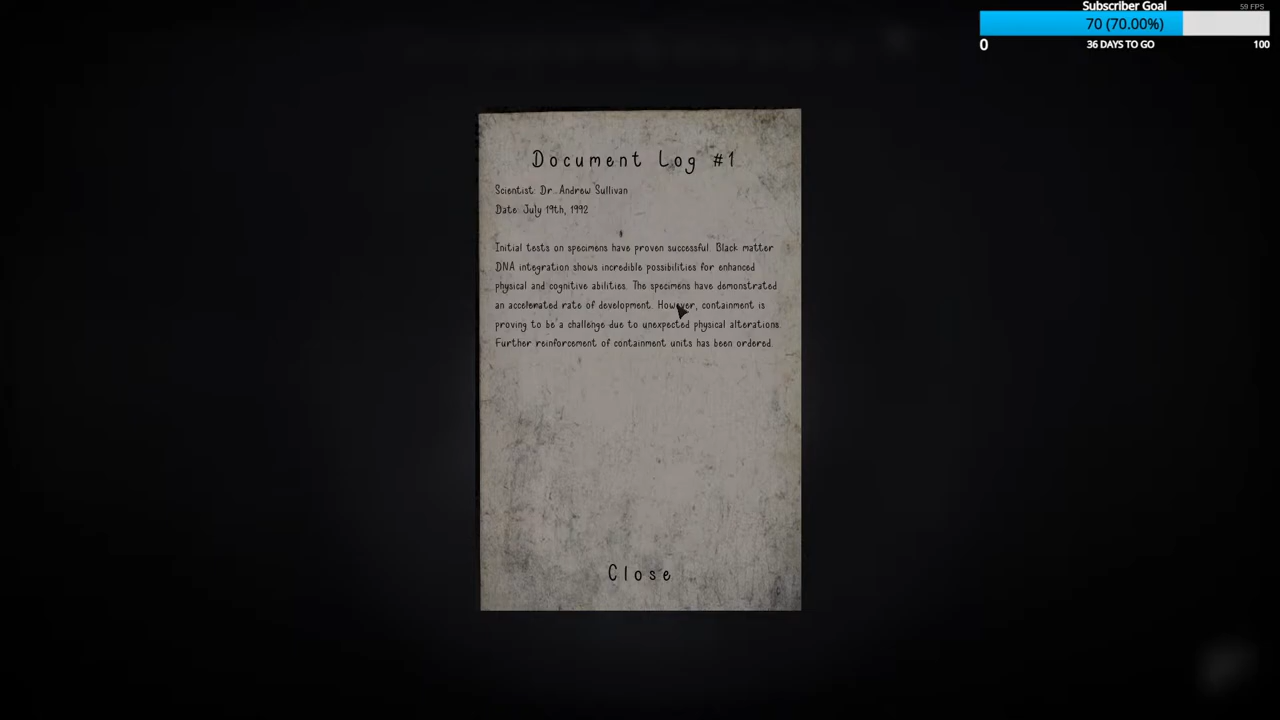 Subscriber Goal
59 FPS
70 (70.00%)
0
36 DAYS TO GO
100
Document Log #1
Scientist: Dr. Andrew Sullivan
Date: July 19th, 1992
Initial tests on specimens have proven successful. Black matter
DNA integration shows incredible possibilities for enhanced
physical and cognitive abilities. The specimens have demonstrated
an accelerated rate of development. However, containment is
proving to be a challenge due to unexpected physical alterations.
Further reinforcement of containment units has been ordered.
Close